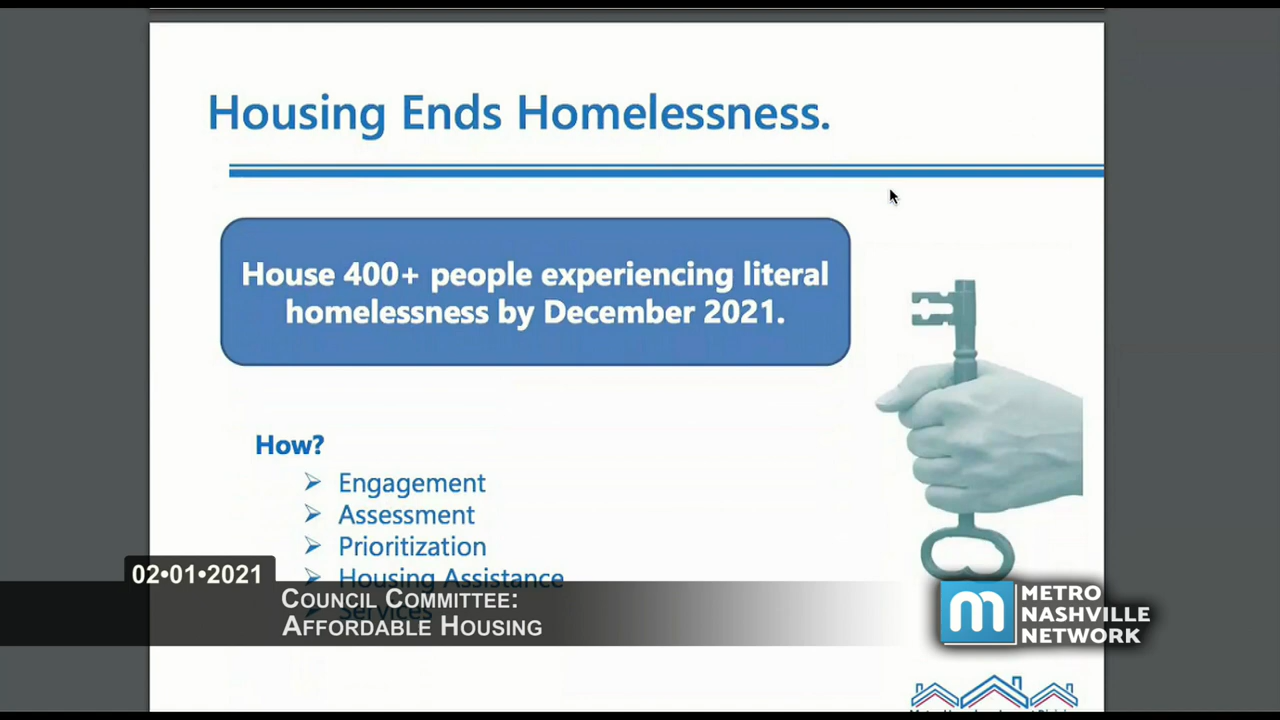 Housing Ends Homelessness.
House 400+ people experiencing literal
homelessness by December 2021.
How?
➢ Engagement
➢ Assessment
➢ Prioritization
➢ Housing Assistance
➢ Services
02•01•2021
COUNCIL COMMITTEE:
AFFORDABLE HOUSING
m
METRO
NASHVILLE
NETWORK